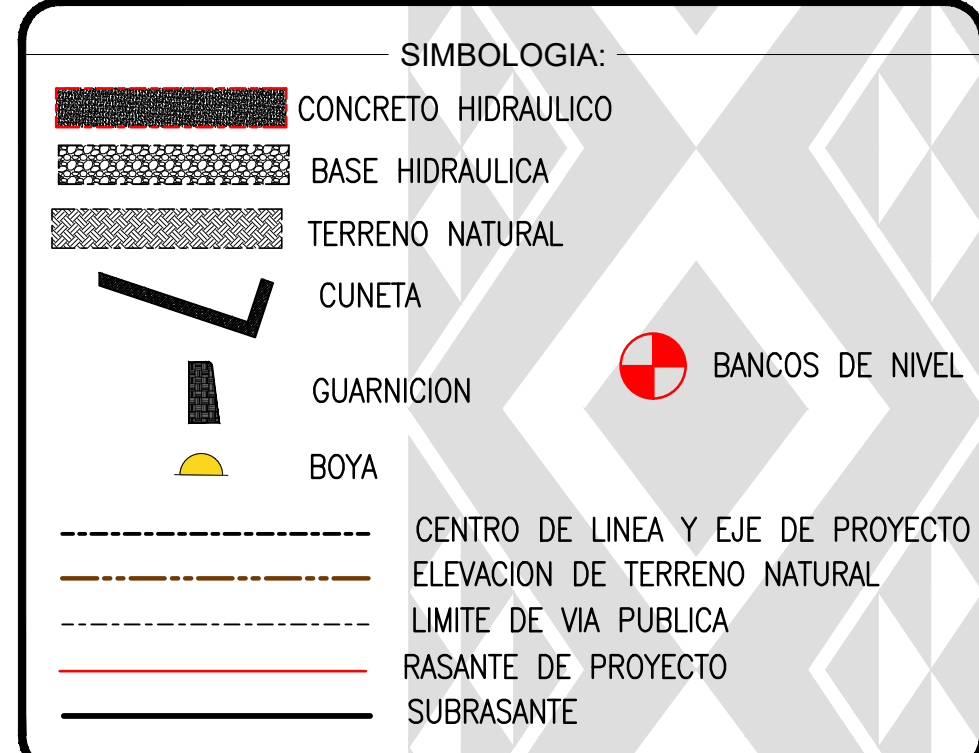 SIMBOLOGIA:
CONCRETO HIDRAULICO
BASE HIDRAULICA
TERRENO NATURAL
CUNETA
BANCOS DE NIVEL
GUARNICION
BOYA
CENTRO DE LINEA Y EJE DE PROYECTO
ELEVACION DE TERRENO NATURAL
LIMITE DE VIA PUBLICA
RASANTE DE PROYECTO
SUBRASANTE